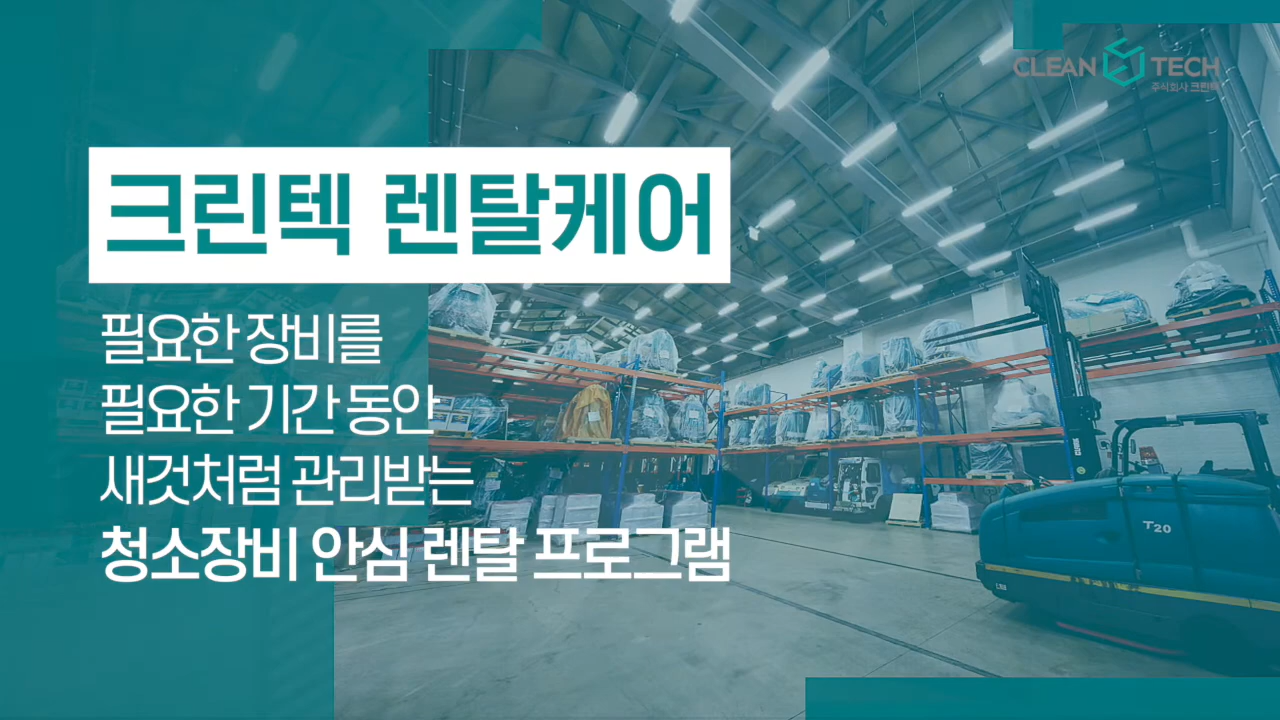 CLEAN TECH
주식회사 크린텍
크린텍 렌탈케어
필요한 장비를
필요한 기간 동안
새것처럼 관리받는
청소장비 안심 렌탈 프로그램
T20